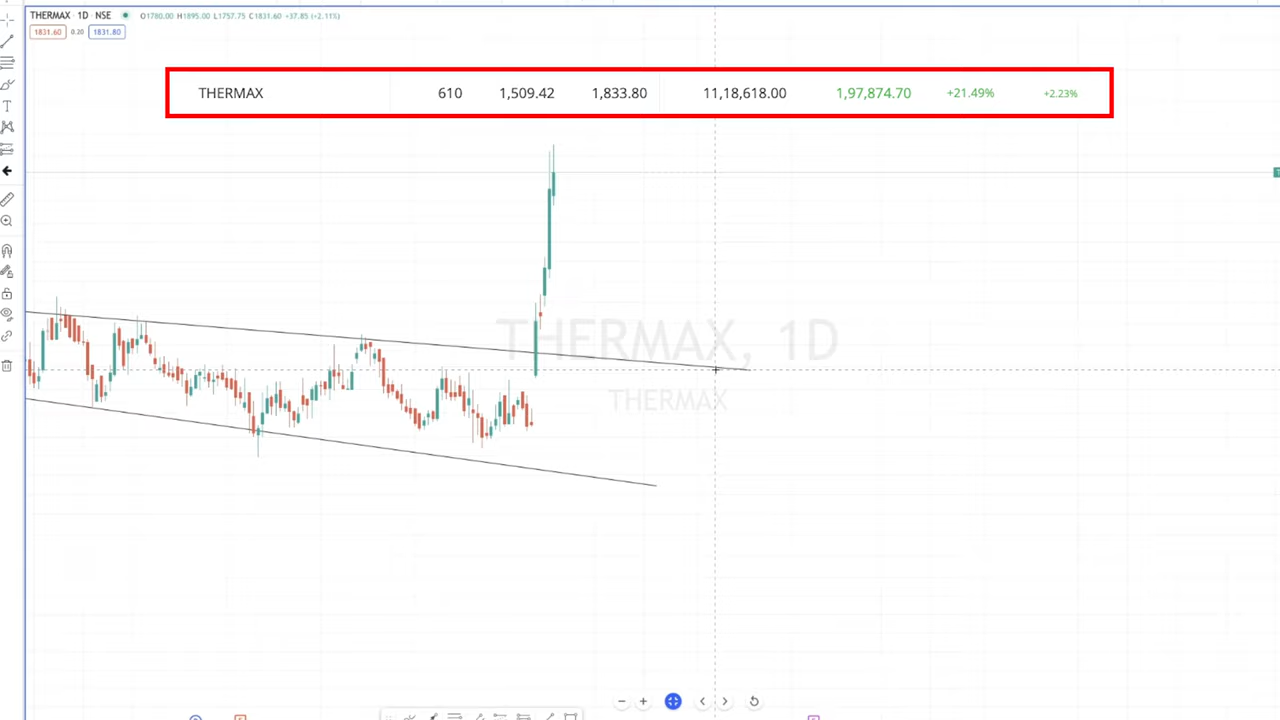 THERMAX · 1D · NSE O1780.00 H1895.00 L1757.75 C1831.60 +37.85 (+2.11%)
1831.60 0.20 1831.80
THERMAX 610 1,509.42 1,833.80 11,18,618.00 1,97,874.70 +21.49% +2.23%
THERMAX, 1D
THERMAX